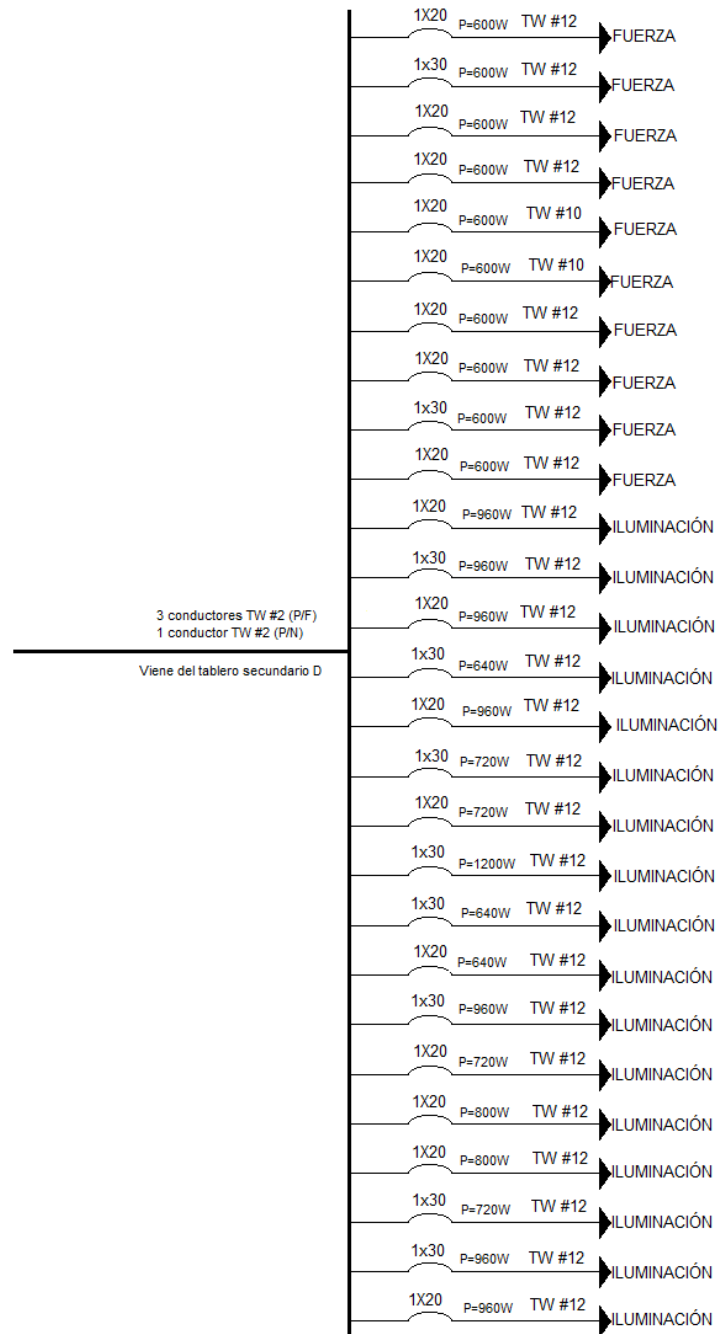 1X20 P=600W TW #12 FUERZA
1x30 P=600W TW #12 FUERZA
1X20 P=600W TW #12 FUERZA
1X20 P=600W TW #12 FUERZA
1X20 P=600W TW #10 FUERZA
1X20 P=600W TW #10 FUERZA
1X20 P=600W TW #12 FUERZA
1X20 P=600W TW #12 FUERZA
1x30 P=600W TW #12 FUERZA
1X20 P=600W TW #12 FUERZA
1X20 P=960W TW #12 ILUMINACIÓN
1x30 P=960W TW #12 ILUMINACIÓN
1X20 P=960W TW #12 ILUMINACIÓN
3 conductores TW #2 (P/F)
1 conductor TW #2 (P/N)
Viene del tablero secundario D
1x30 P=640W TW #12 ILUMINACIÓN
1X20 P=960W TW #12 ILUMINACIÓN
1x30 P=720W TW #12 ILUMINACIÓN
1X20 P=720W TW #12 ILUMINACIÓN
1x30 P=1200W TW #12 ILUMINACIÓN
1x30 P=640W TW #12 ILUMINACIÓN
1X20 P=640W TW #12 ILUMINACIÓN
1x30 P=960W TW #12 ILUMINACIÓN
1X20 P=720W TW #12 ILUMINACIÓN
1X20 P=800W TW #12 ILUMINACIÓN
1X20 P=800W TW #12 ILUMINACIÓN
1x30 P=720W TW #12 ILUMINACIÓN
1x30 P=960W TW #12 ILUMINACIÓN
1X20 P=960W TW #12 ILUMINACIÓN